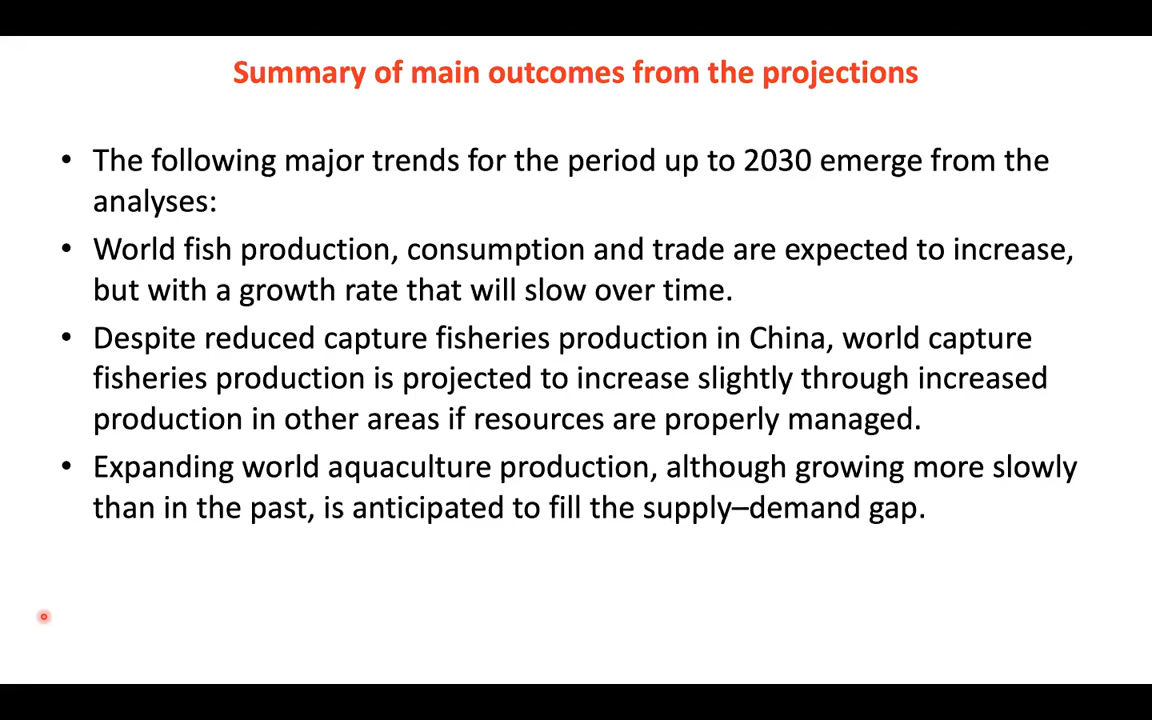 Summary of main outcomes from the projections
• The following major trends for the period up to 2030 emerge from the
analyses:
• World fish production, consumption and trade are expected to increase,
but with a growth rate that will slow over time.
• Despite reduced capture fisheries production in China, world capture
fisheries production is projected to increase slightly through increased
production in other areas if resources are properly managed.
• Expanding world aquaculture production, although growing more slowly
than in the past, is anticipated to fill the supply–demand gap.